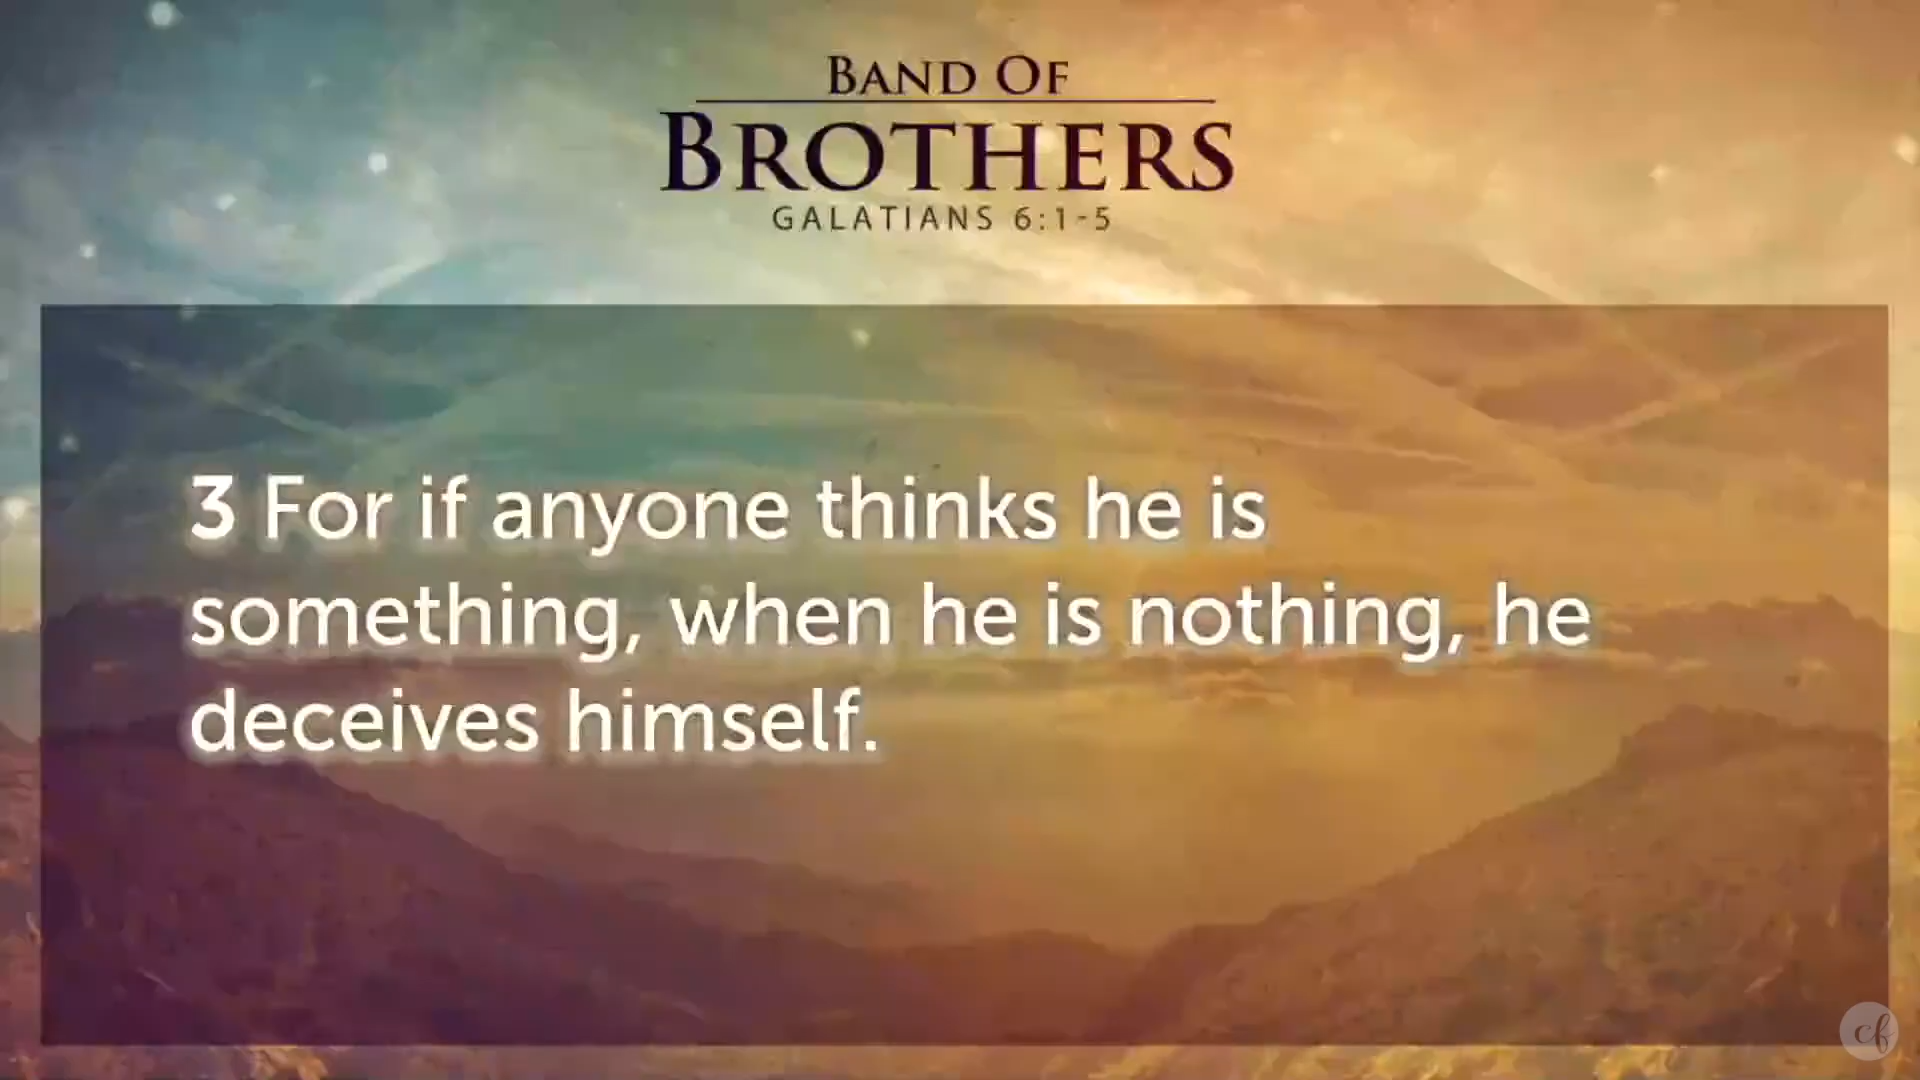 BAND OF
BROTHERS
GALATIANS 6:1-5
3 For if anyone thinks he is
something, when he is nothing, he
deceives himself.
cf